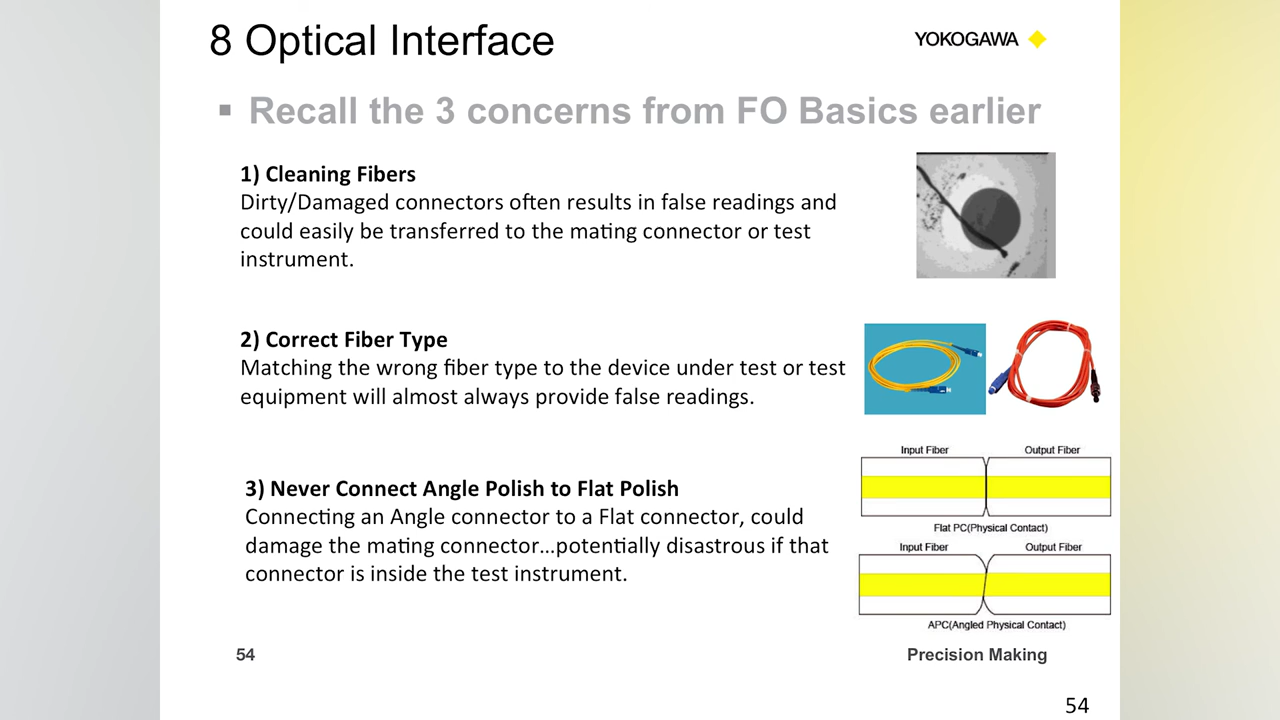 8 Optical Interface
YOKOGAWA
▪ Recall the 3 concerns from FO Basics earlier
1) Cleaning Fibers
Dirty/Damaged connectors often results in false readings and
could easily be transferred to the mating connector or test
instrument.
2) Correct Fiber Type
Matching the wrong fiber type to the device under test or test
equipment will almost always provide false readings.
3) Never Connect Angle Polish to Flat Polish
Connecting an Angle connector to a Flat connector, could
damage the mating connector...potentially disastrous if that
connector is inside the test instrument.
Input Fiber Output Fiber
Flat PC(Physical Contact)
Input Fiber Output Fiber
APC(Angled Physical Contact)
54
Precision Making
54